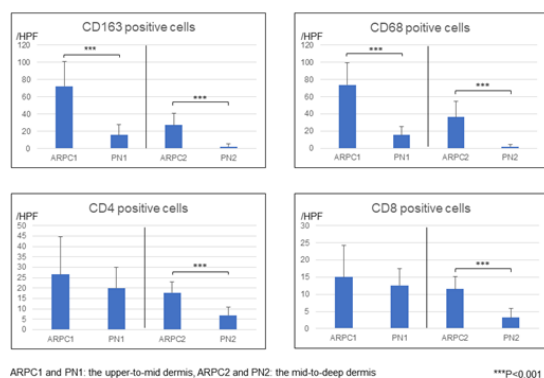 CD163 positive cells
/HPF
120
100
80
60
40
20
0
***
***
ARPC1 PN1 ARPC2 PN2
CD68 poitive cells
/HPF
120
100
80
60
40
20
0
***
***
ARPC1 PN1 ARPC2 PN2
CD4 positive cells
/HPF
50
45
40
35
30
25
20
15
10
5
0
***
ARPC1 PN1 ARPC2 PN2
CD8 positive cells
/HPF
30
25
20
15
10
5
0
***
ARPC1 PN1 ARPC2 PN2
ARPC1 and PN1: the upper-to-mid dermis, ARPC2 and PN2: the mid-to-deep dermis
***P<0.001